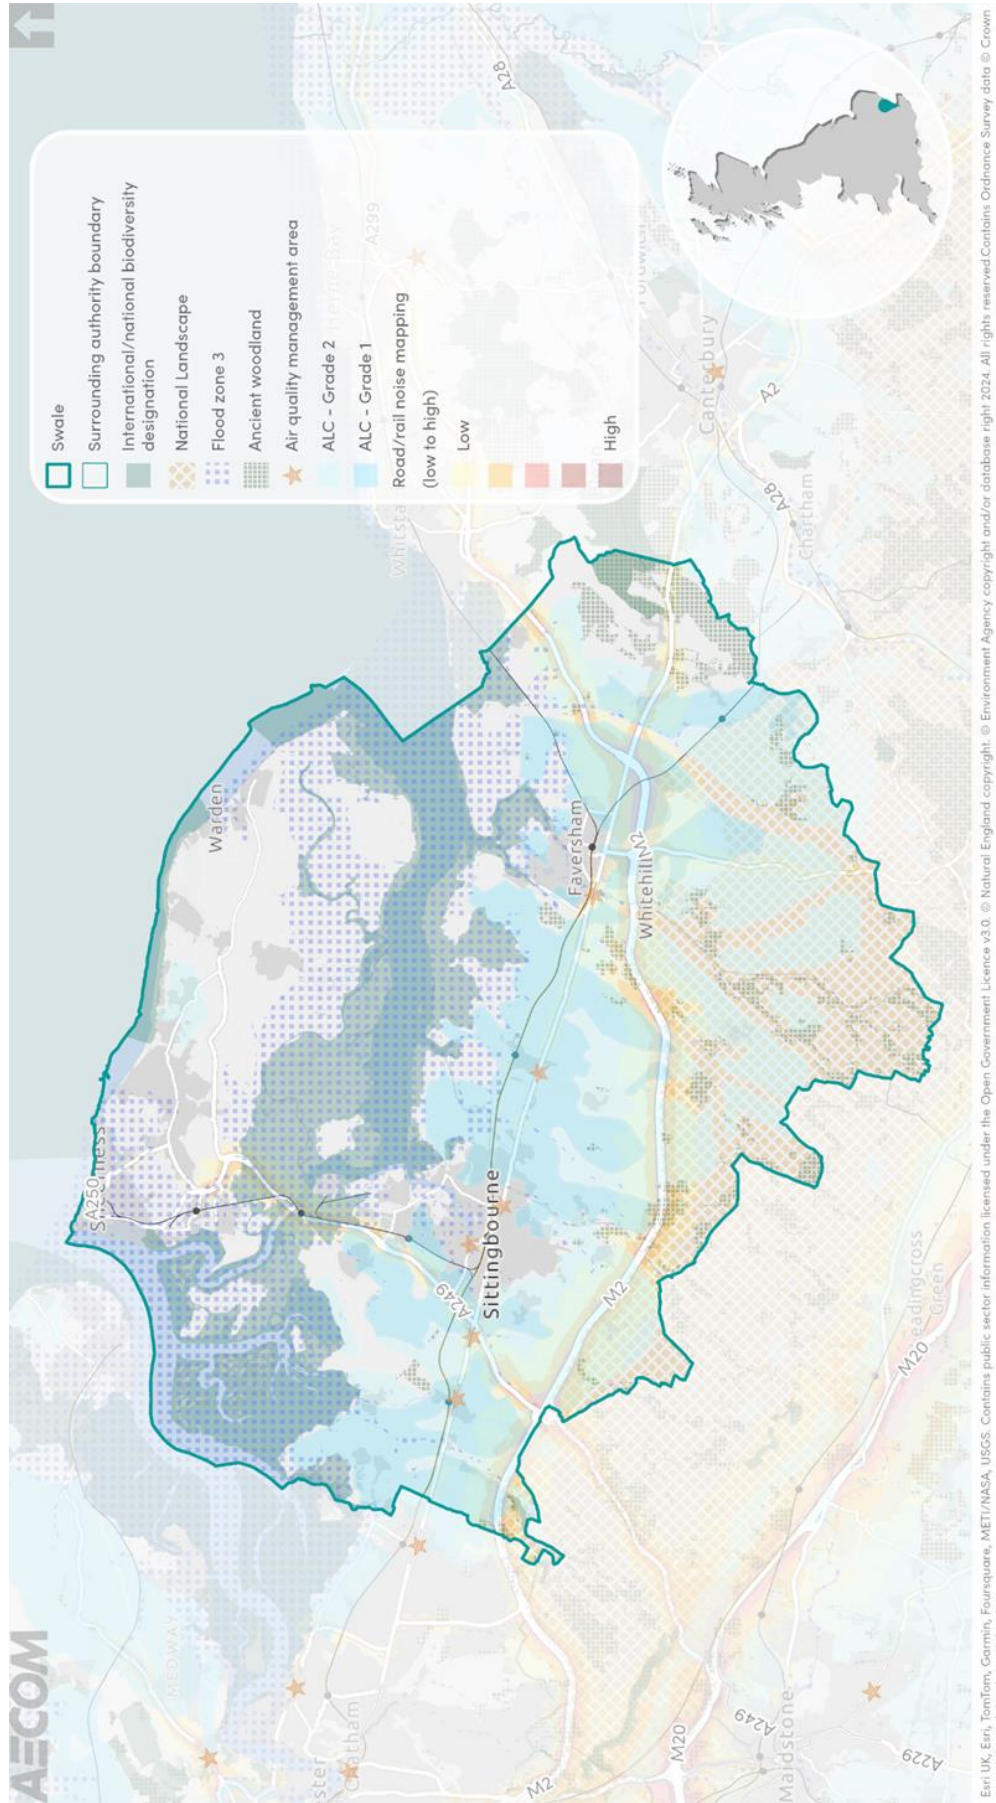 AECOM
Swale
Surrounding authority boundary
International/national biodiversity
designation
National Landscape
Flood zone 3
Ancient woodland
Air quality management area
ALC - Grade 2
ALC - Grade 1
Road/rail noise mapping
(low to high)
Low
High
A28
A299
MEDWAY
A250
Warden
Whitsta
A249
Sittingbourne
Faversham
Whitehill
M2
M2
Canterbury
A2
A28
Chartham
M2
M20
Maidstone
A249
A229
M20
eading Cross
Green
Esri UK, Esri, TomTom, Garmin, Foursquare, METI/NASA, USGS. Contains public sector information licensed under the Open Government Licence v3.0. © Natural England copyright. © Environment Agency copyright and/or database right 2024. All rights reserved.Contains Ordnance Survey data © Crown